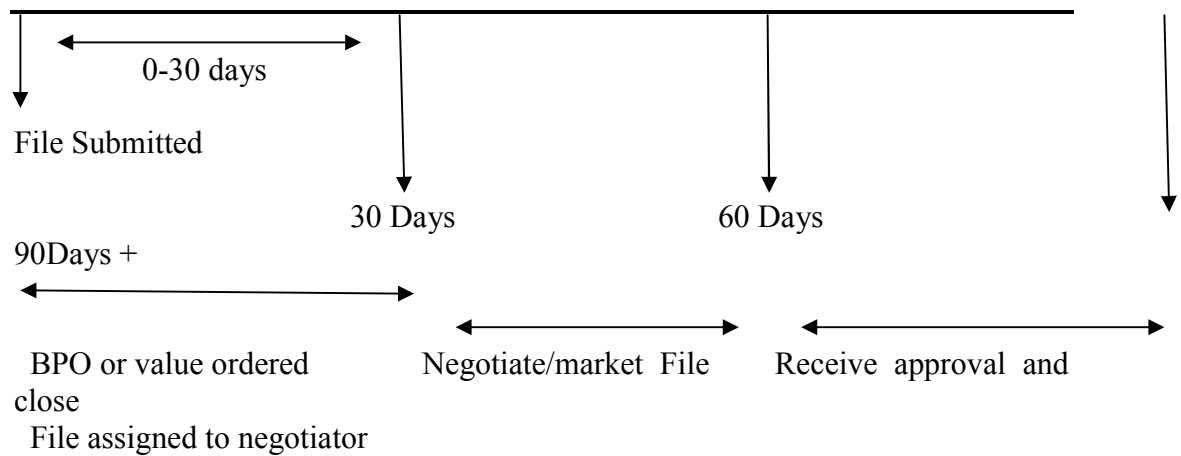 0-30 days
File Submitted
30 Days 60 Days
90Days +
BPO or value ordered Negotiate/market File Receive approval and
close
File assigned to negotiator